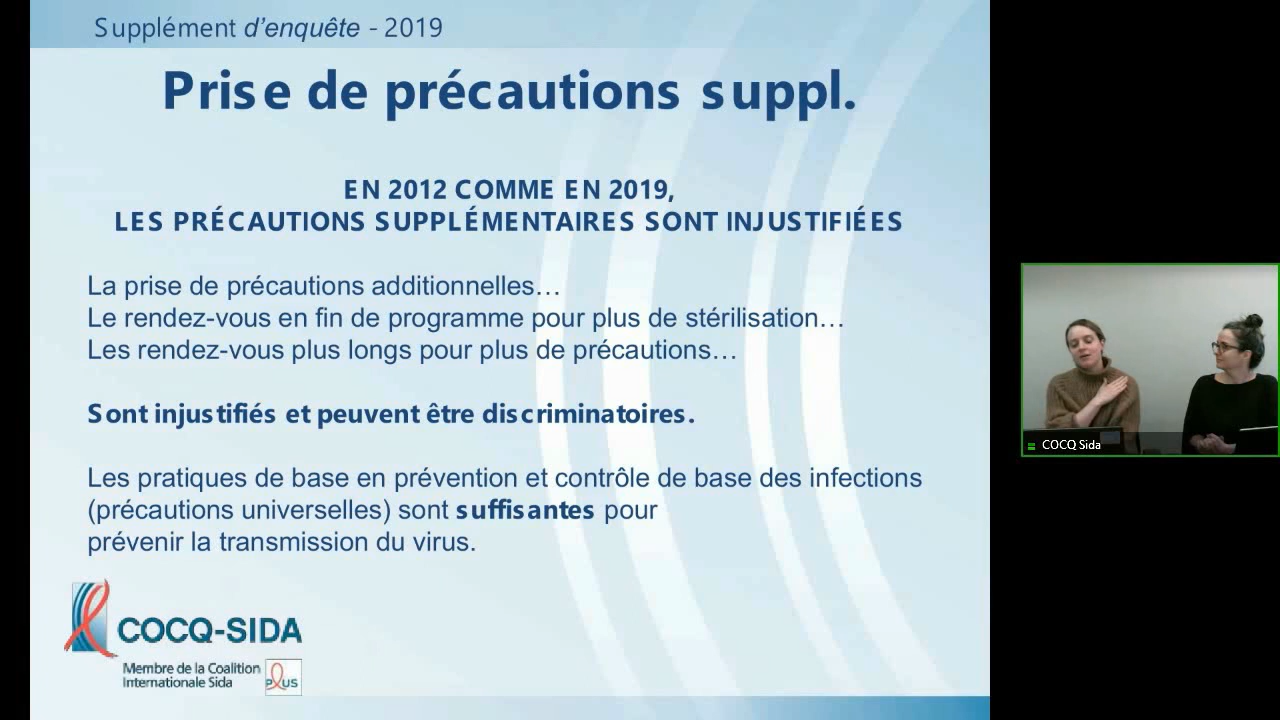 Supplément d'enquête - 2019
Prise de précautions suppl.
EN 2012 COMME EN 2019,
LES PRÉCAUTIONS SUPPLÉMENTAIRES SONT INJUSTIFIÉES
La prise de précautions additionnelles…
Le rendez-vous en fin de programme pour plus de stérilisation…
Les rendez-vous plus longs pour plus de précautions…
Sont injustifiés et peuvent être discriminatoires.
Les pratiques de base en prévention et contrôle de base des infections
(précautions universelles) sont suffisantes pour
prévenir la transmission du virus.
COCQ-SIDA
Membre de la Coalition
Internationale Sida
PLUS
COCQ Sida